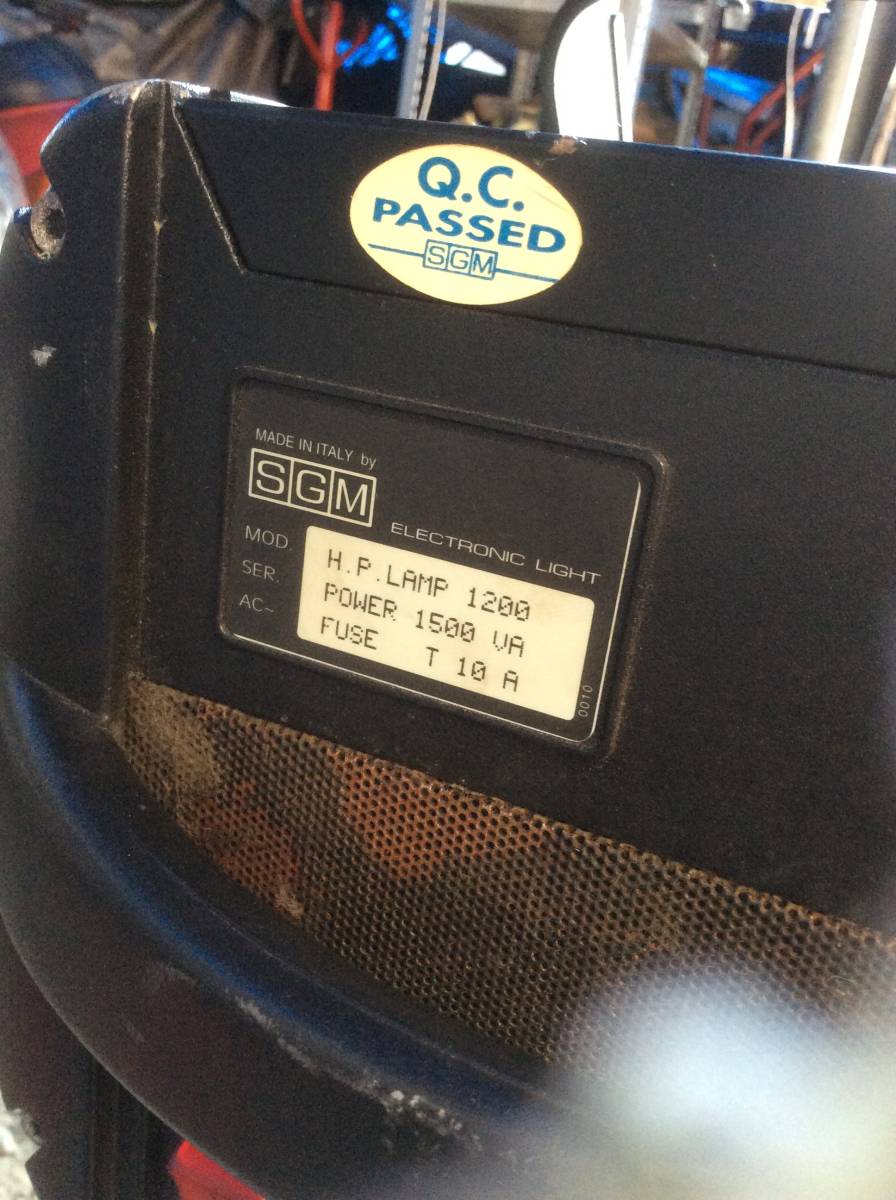 Q.C.
PASSED
SGM
MADE IN ITALY by
SGM
ELECTRONIC LIGHT
MOD. H.P.LAMP 1200
SER. POWER 1500 VA
AC~ FUSE T 10 A
0010